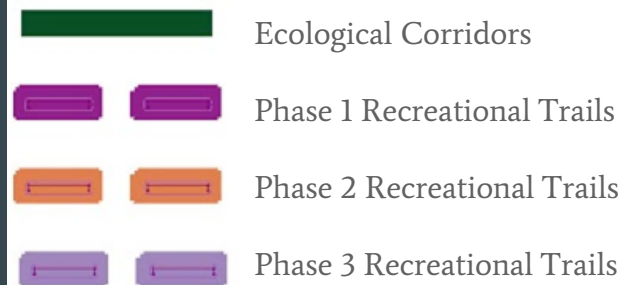 Ecological Corridors
Phase 1 Recreational Trails
Phase 2 Recreational Trails
Phase 3 Recreational Trails